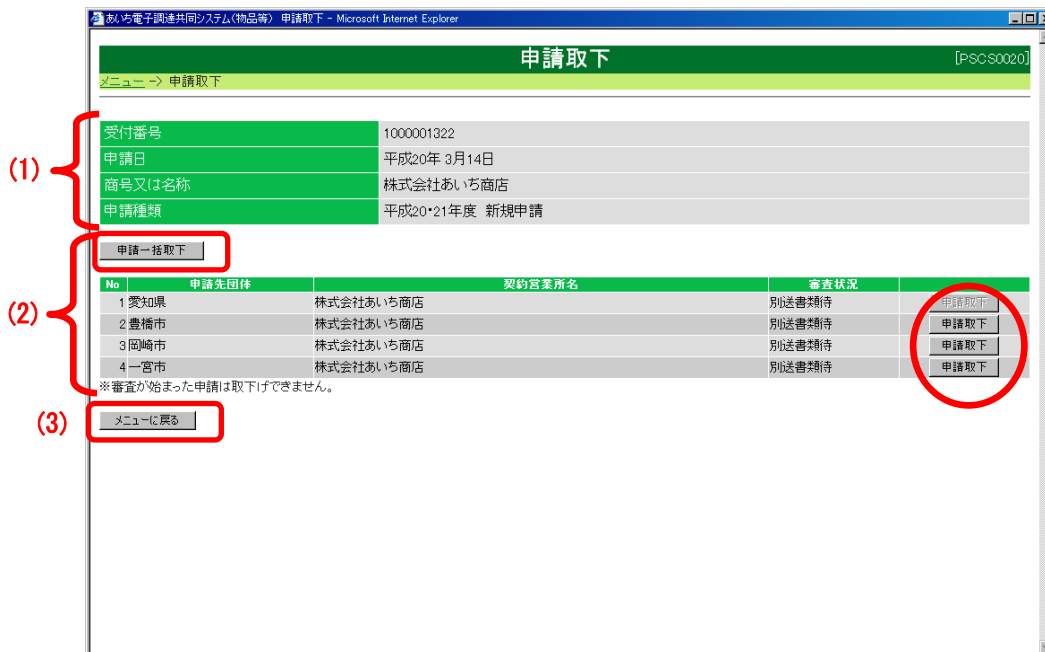 あいち電子調達共同システム(物品等) 申請取下 - Microsoft Internet Explorer
申請取下 [PSCS0020]
メニュー -> 申請取下
(1)
受付番号 1000001322
申請日 平成20年 3月14日
商号又は名称 株式会社あいち商店
申請種類 平成20・21年度 新規申請
(2)
申請一括取下
No 申請先団体 契約営業所名 審査状況
1 愛知県 株式会社あいち商店 別送書類待 申請取下
2 豊橋市 株式会社あいち商店 別送書類待 申請取下
3 岡崎市 株式会社あいち商店 別送書類待 申請取下
4 一宮市 株式会社あいち商店 別送書類待 申請取下
※審査が始まった申請は取下げできません。
(3)
メニューに戻る